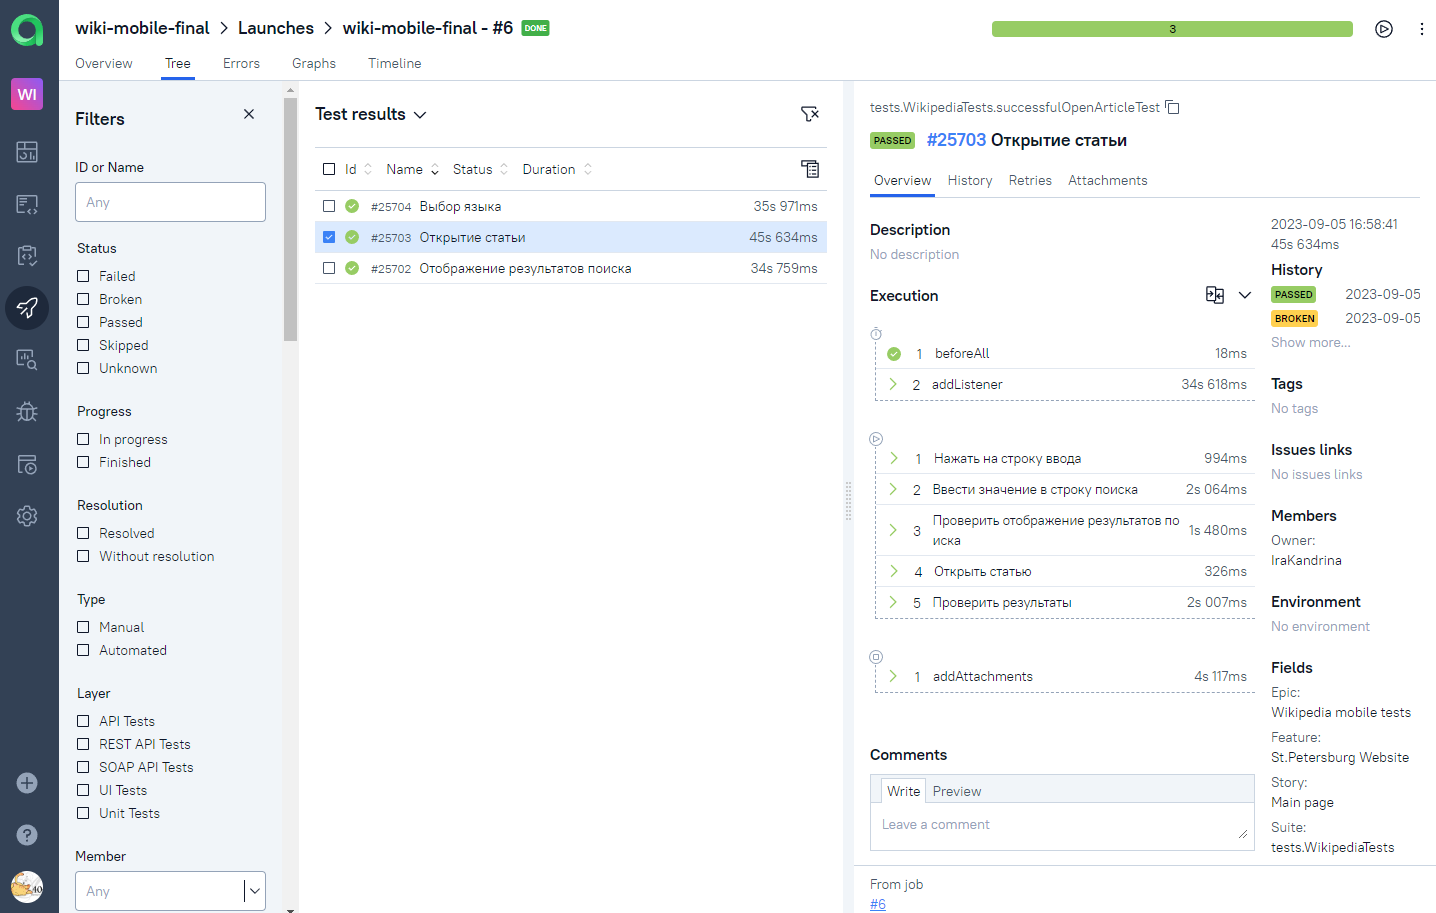 wiki-mobile-final > Launches > wiki-mobile-final - #6 DONE
3
Overview Tree Errors Graphs Timeline
WI
Filters
ID or Name
Any
Status
Failed
Broken
Passed
Skipped
Unknown
Progress
In progress
Finished
Resolution
Resolved
Without resolution
Type
Manual
Automated
Layer
API Tests
REST API Tests
SOAP API Tests
UI Tests
Unit Tests
Member
Any
Test results
Id Name Status Duration
#25704 Выбор языка 35s 971ms
#25703 Открытие статьи 45s 634ms
#25702 Отображение результатов поиска 34s 759ms
tests.WikipediaTests.successfulOpenArticleTest
PASSED #25703 Открытие статьи
Overview History Retries Attachments
Description
No description
Execution
1 beforeAll 18ms
2 addListener 34s 618ms
1 Нажать на строку ввода 994ms
2 Ввести значение в строку поиска 2s 064ms
3 Проверить отображение результатов по
иска 1s 480ms
4 Открыть статью 326ms
5 Проверить результаты 2s 007ms
1 addAttachments 4s 117ms
Comments
Write Preview
Leave a comment
2023-09-05 16:58:41
45s 634ms
History
PASSED 2023-09-05
BROKEN 2023-09-05
Show more...
Tags
No tags
Issues links
No issues links
Members
Owner:
IraKandrina
Environment
No environment
Fields
Epic:
Wikipedia mobile tests
Feature:
St.Petersburg Website
Story:
Main page
Suite:
tests.WikipediaTests
From job
#6
40